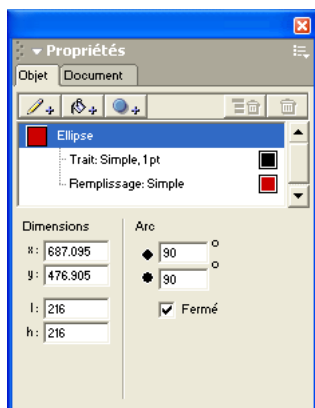 Propriétés
Objet Document
Ellipse
Trait: Simple, 1 pt
Remplissage: Simple
Dimensions Arc
x: 687.095 90 °
y: 476.905 90 °
l: 216 Fermé
h: 216